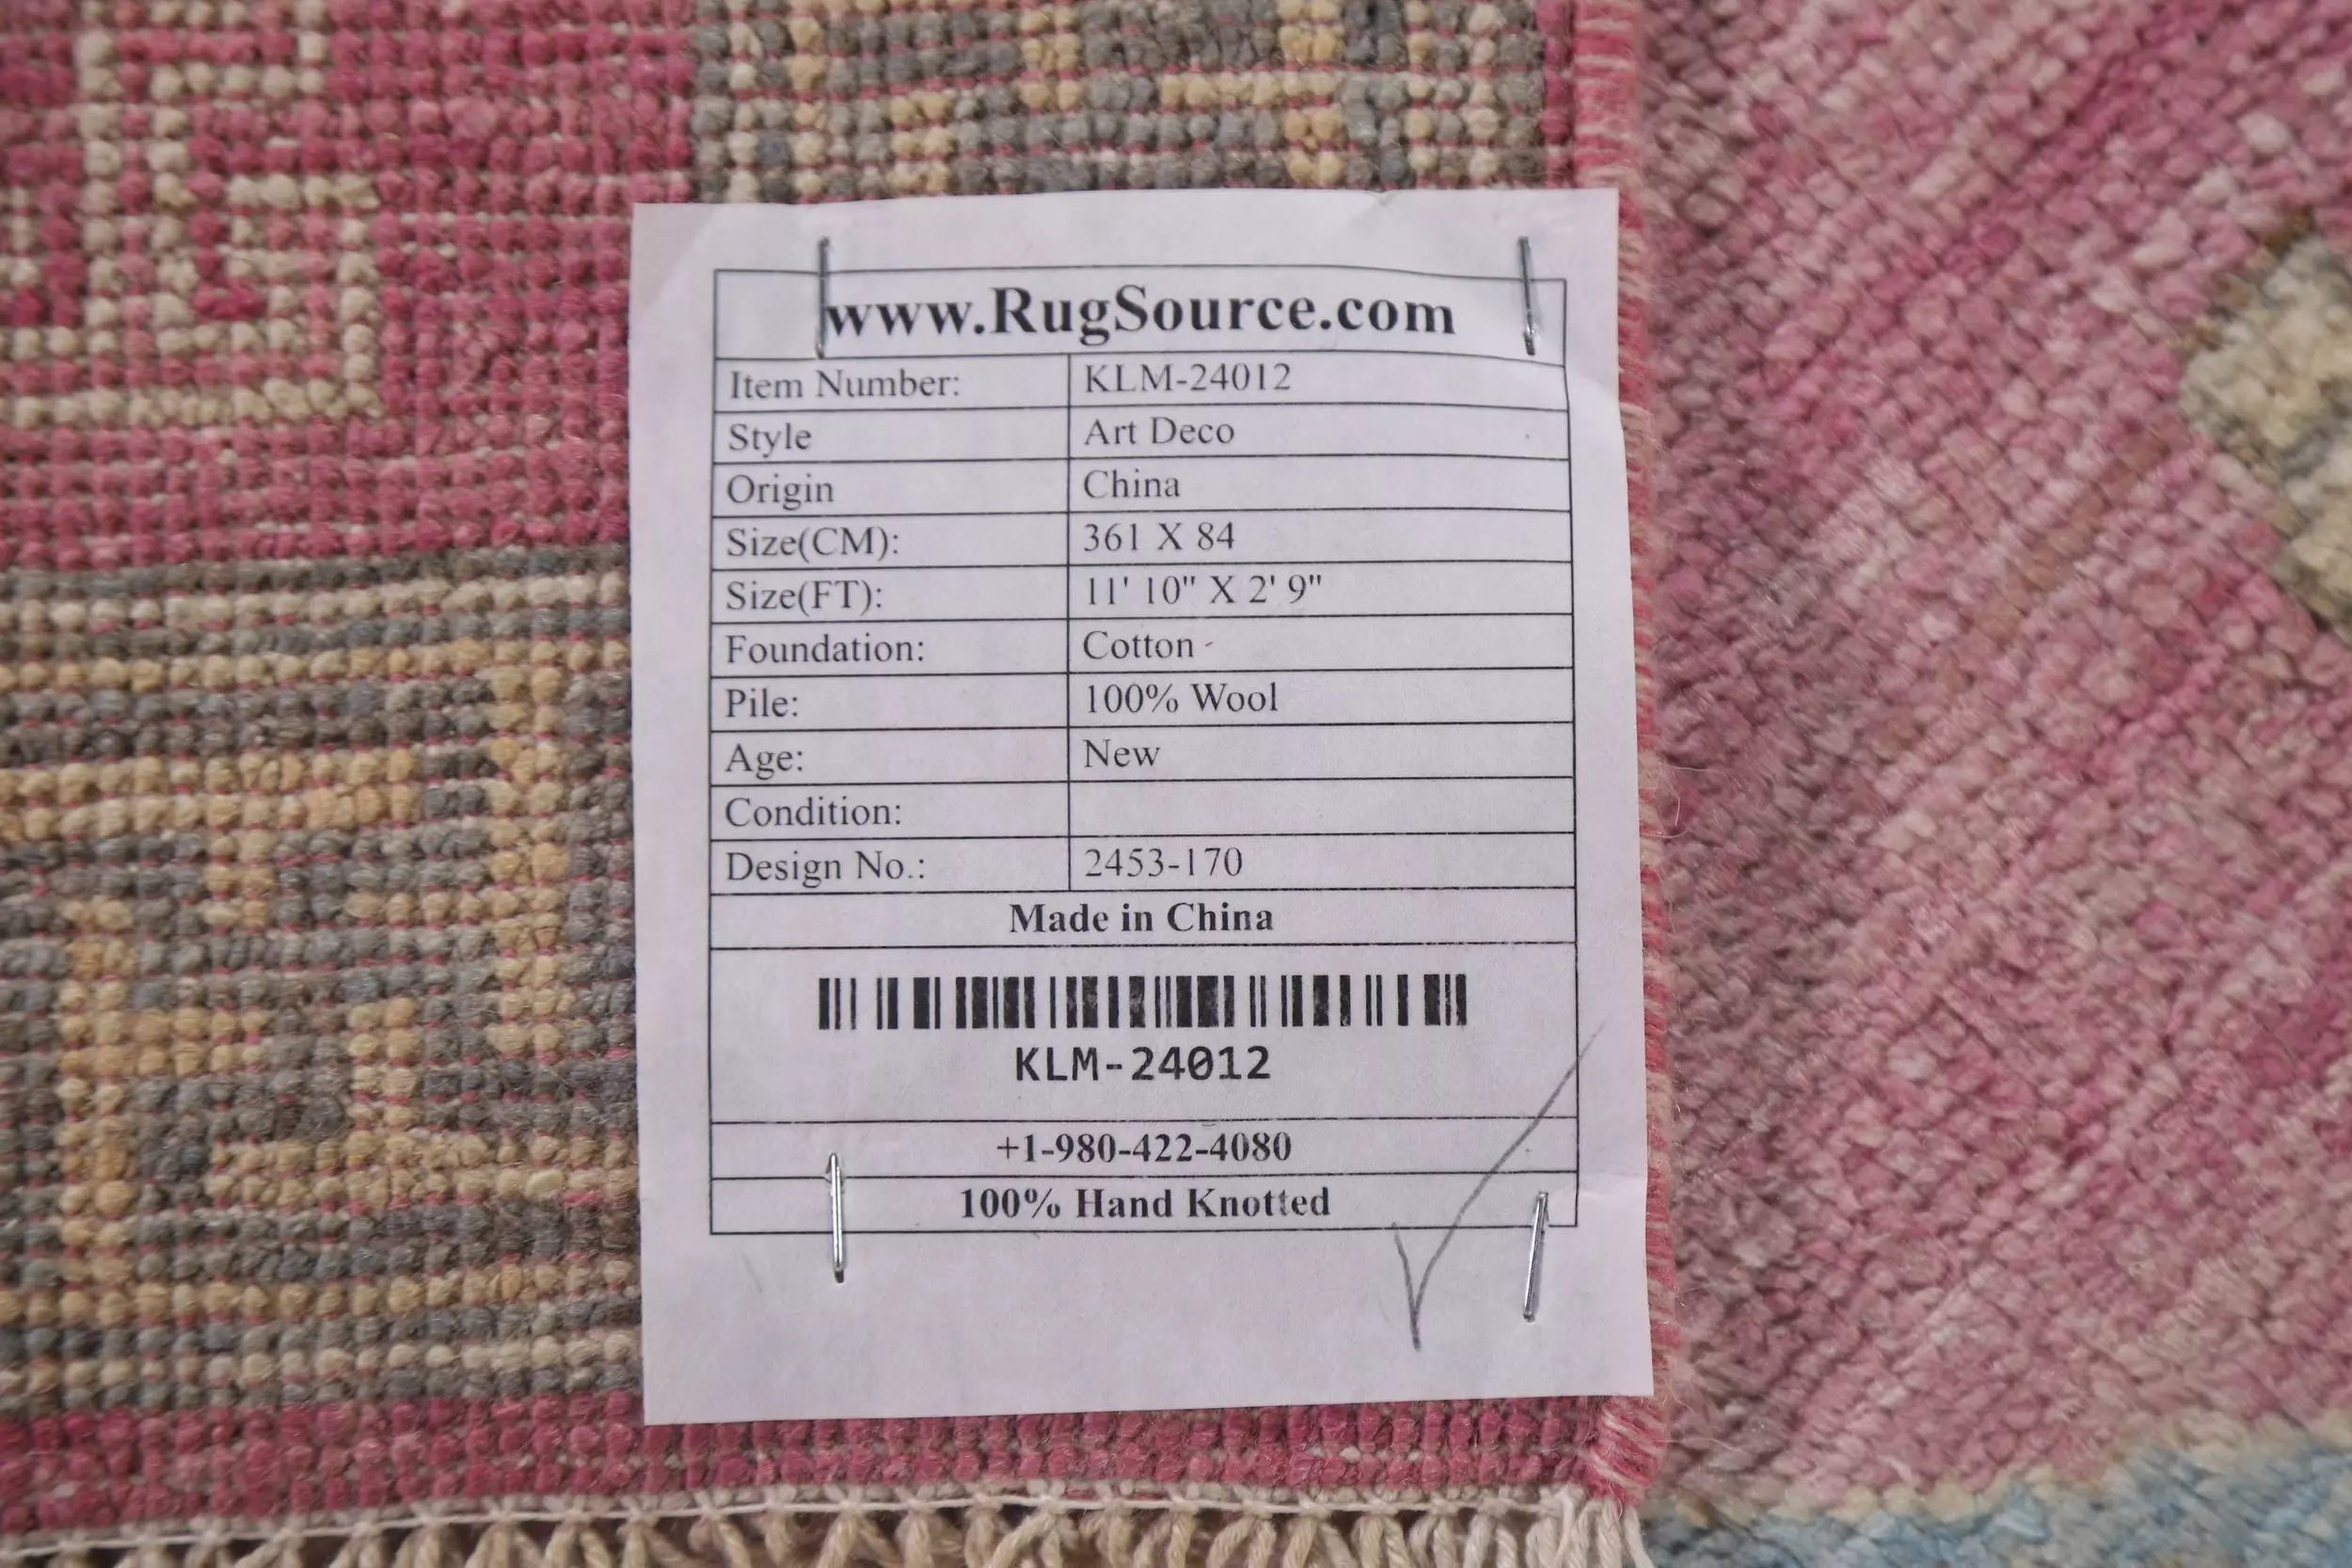 www.RugSource.com
Item Number: KLM-24012
Style Art Deco
Origin China
Size(CM): 361 X 84
Size(FT): 11' 10" X 2' 9"
Foundation: Cotton
Pile: 100% Wool
Age: New
Condition:
Design No.: 2453-170
Made in China
KLM-24012
+1-980-422-4080
100% Hand Knotted